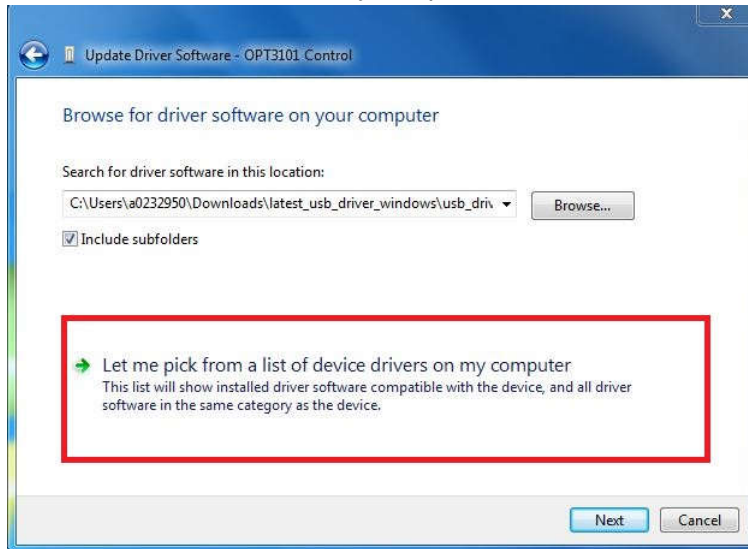 x
Update Driver Software - OPT3101 Control
Browse for driver software on your computer
Search for driver software in this location:
C:\Users\a0232950\Downloads\latest_usb_driver_windows\usb_driv
Browse...
Include subfolders
Let me pick from a list of device drivers on my computer
This list will show installed driver software compatible with the device, and all driver
software in the same category as the device.
Next
Cancel